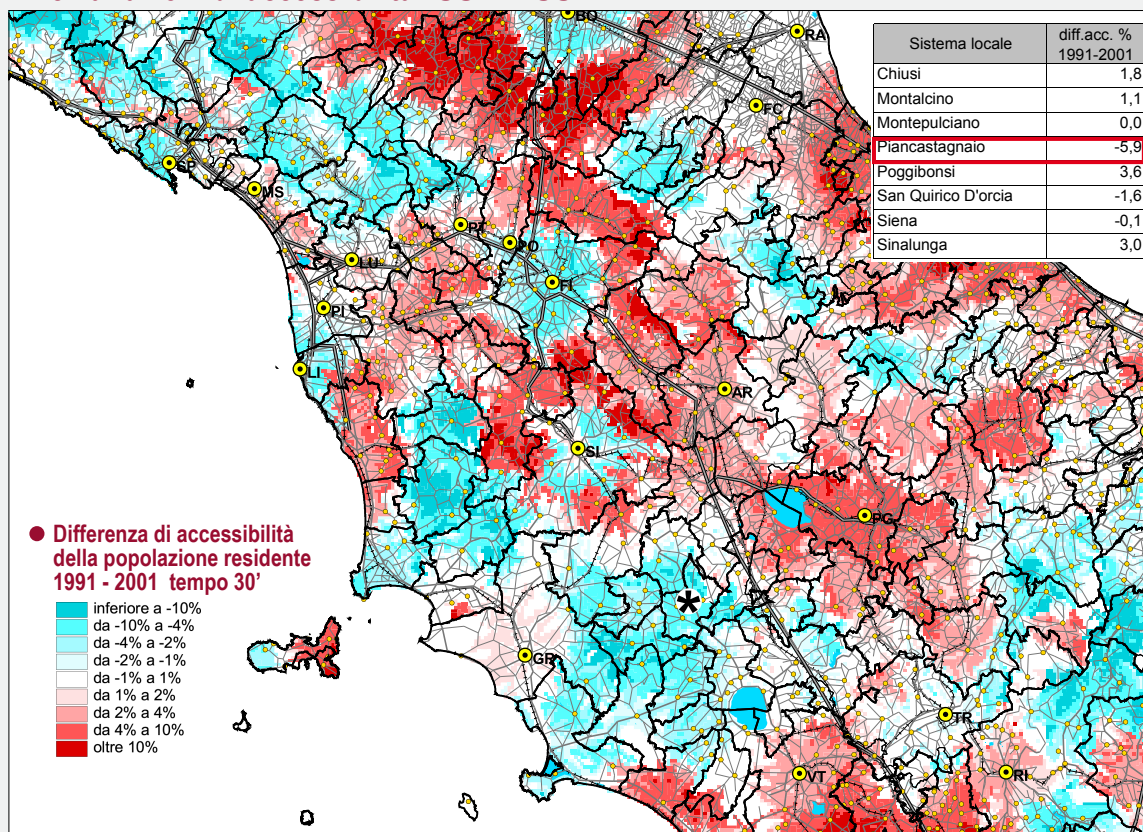 Sistema locale diff.acc. % 1991-2001
Chiusi 1,8
Montalcino 1,1
Montepulciano 0,0
Piancastagnaio -5,9
Poggibonsi 3,6
San Quirico D'orcia -1,6
Siena -0,1
Sinalunga 3,0
BO
RA
FC
SP
MS
PT
PO
LU
FI
PI
LI
AR
SI
PG
*
GR
TR
VT
RI
● Differenza di accessibilità
della popolazione residente
1991 - 2001 tempo 30'
inferiore a -10%
da -10% a -4%
da -4% a -2%
da -2% a -1%
da -1% a 1%
da 1% a 2%
da 2% a 4%
da 4% a 10%
oltre 10%